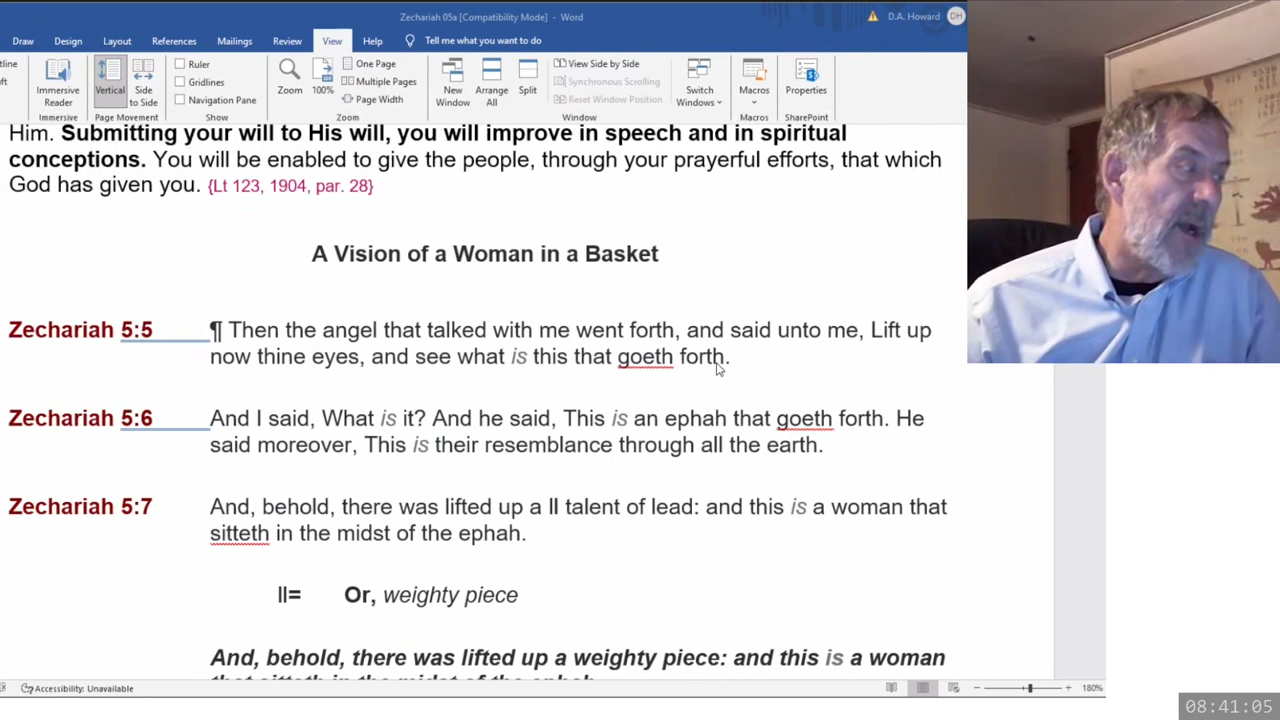 Zechariah 05a [Compatibility Mode] - Word
D.A. Howard DH
Draw Design Layout References Mailings Review View Help Tell me what you want to do
Immersive Reader
Immersive
Vertical Side to Side
Page Movement
Ruler
Gridlines
Navigation Pane
Show
Zoom 100%
One Page
Multiple Pages
Page Width
Zoom
New Window Arrange All Split
View Side by Side
Synchronous Scrolling
Reset Window Position
Switch Windows
Window
Macros
Macros
Properties
SharePoint
Him. Submitting your will to His will, you will improve in speech and in spiritual
conceptions. You will be enabled to give the people, through your prayerful efforts, that which
God has given you. {Lt 123, 1904, par. 28}
A Vision of a Woman in a Basket
Zechariah 5:5 ¶ Then the angel that talked with me went forth, and said unto me, Lift up
now thine eyes, and see what is this that goeth forth.
Zechariah 5:6 And I said, What is it? And he said, This is an ephah that goeth forth. He
said moreover, This is their resemblance through all the earth.
Zechariah 5:7 And, behold, there was lifted up a ll talent of lead: and this is a woman that
sitteth in the midst of the ephah.
ll= Or, weighty piece
And, behold, there was lifted up a weighty piece: and this is a woman
that sitteth in the midst of the ephah
Accessibility: Unavailable
180%
08:41:05